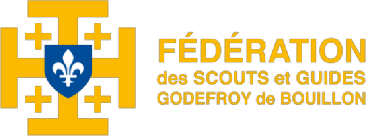 FÉDÉRATION
des SCOUTS et GUIDES
GODEFROY de BOUILLON